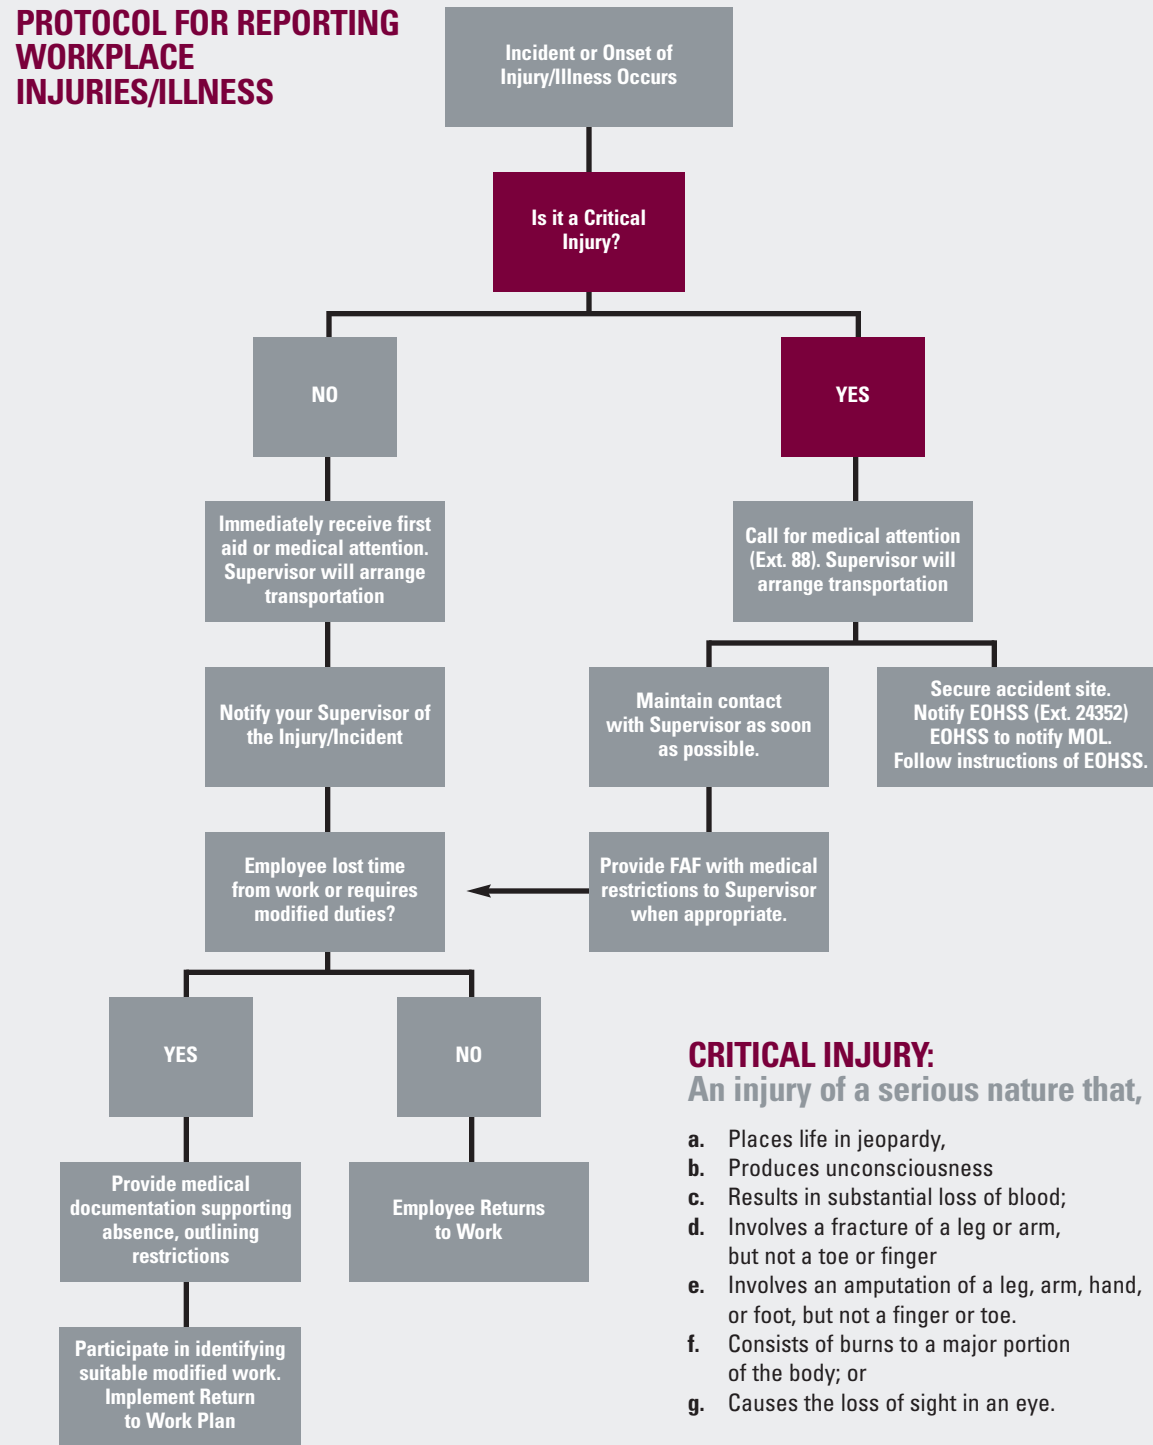 PROTOCOL FOR REPORTING
WORKPLACE
INJURIES/ILLNESS
Incident or Onset of
Injury/Illness Occurs
Is it a Critical
Injury?
NO
YES
Immediately receive first
aid or medical attention.
Supervisor will arrange
transportation
Call for medical attention
(Ext. 88). Supervisor will
arrange transportation
Notify your Supervisor of
the Injury/Incident
Maintain contact
with Supervisor as soon
as possible.
Secure accident site.
Notify EOHSS (Ext. 24352)
EOHSS to notify MOL.
Follow instructions of EOHSS.
Employee lost time
from work or requires
modified duties?
Provide FAF with medical
restrictions to Supervisor
when appropriate.
YES
NO
Provide medical
documentation supporting
absence, outlining
restrictions
Employee Returns
to Work
Participate in identifying
suitable modified work.
Implement Return
to Work Plan
CRITICAL INJURY:
An injury of a serious nature that,
a. Places life in jeopardy,
b. Produces unconsciousness
c. Results in substantial loss of blood;
d. Involves a fracture of a leg or arm,
but not a toe or finger
e. Involves an amputation of a leg, arm, hand,
or foot, but not a finger or toe.
f. Consists of burns to a major portion
of the body; or
g. Causes the loss of sight in an eye.